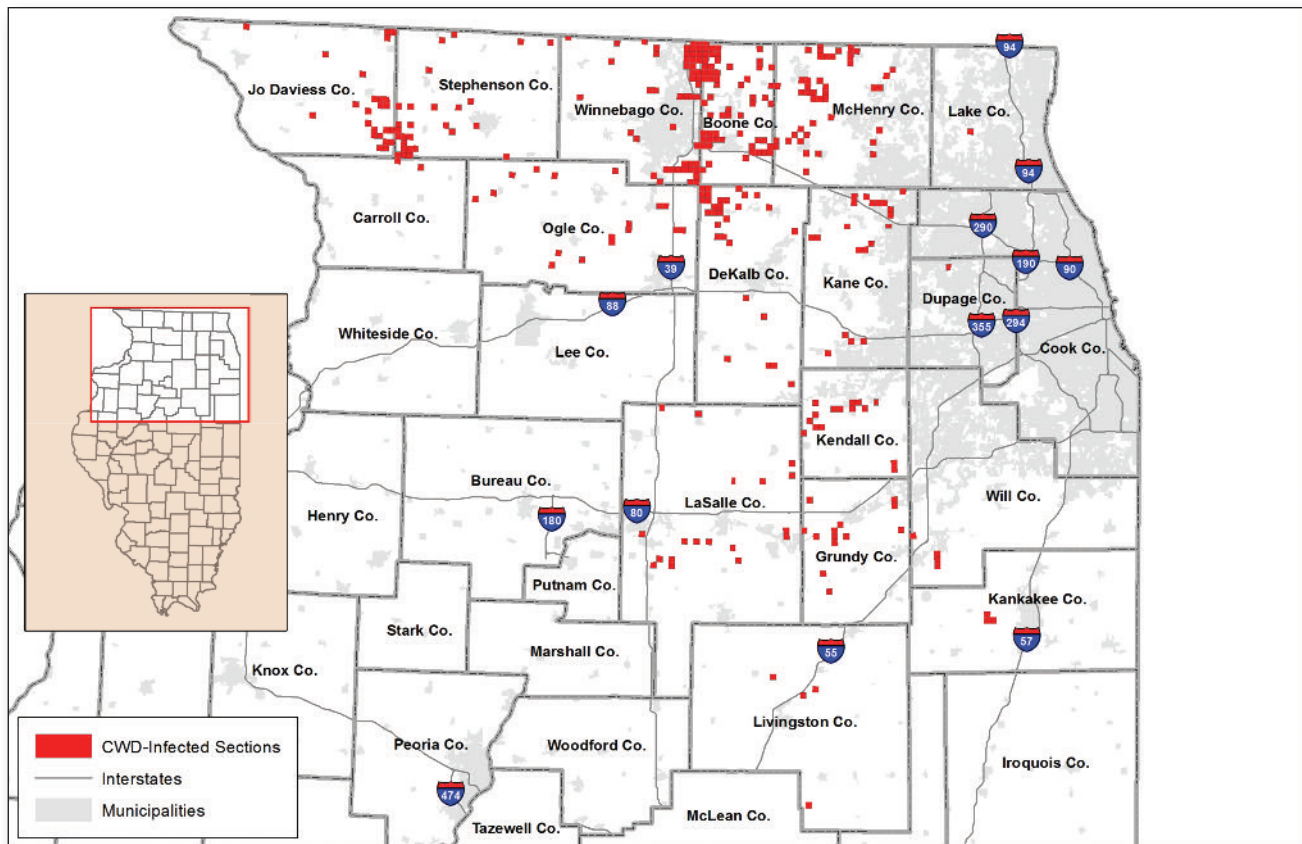 94
Jo Daviess Co.
Stephenson Co.
Winnebago Co.
Boone Co.
McHenry Co.
Lake Co.
94
Carroll Co.
Ogle Co.
39
DeKalb Co.
Kane Co.
290
190
90
Dupage Co.
355
294
Cook Co.
88
Whiteside Co.
Lee Co.
Kendall Co.
Bureau Co.
180
80
LaSalle Co.
Will Co.
Henry Co.
Grundy Co.
Putnam Co.
Kankakee Co.
57
Stark Co.
Marshall Co.
55
Knox Co.
Livingston Co.
Peoria Co.
Woodford Co.
Iroquois Co.
474
Tazewell Co.
McLean Co.
CWD-Infected Sections
Interstates
Municipalities